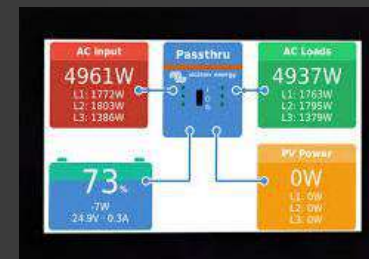 AC Input
4961W
L1: 1772W
L2: 1803W
L3: 1386W
Passthru
victron energy
AC Loads
4937W
L1: 1763W
L2: 1795W
L3: 1379W
73%
-7W
24.9V · 0.3A
PV Power
0W
L1: 0W
L2: 0W
L3: 0W